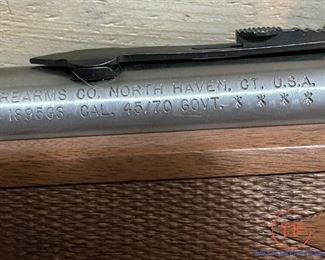 REARMS CO. NORTH HAVEN, CT. U.S.A.
1895GS CAL. 45/70 GOVT. * * * *